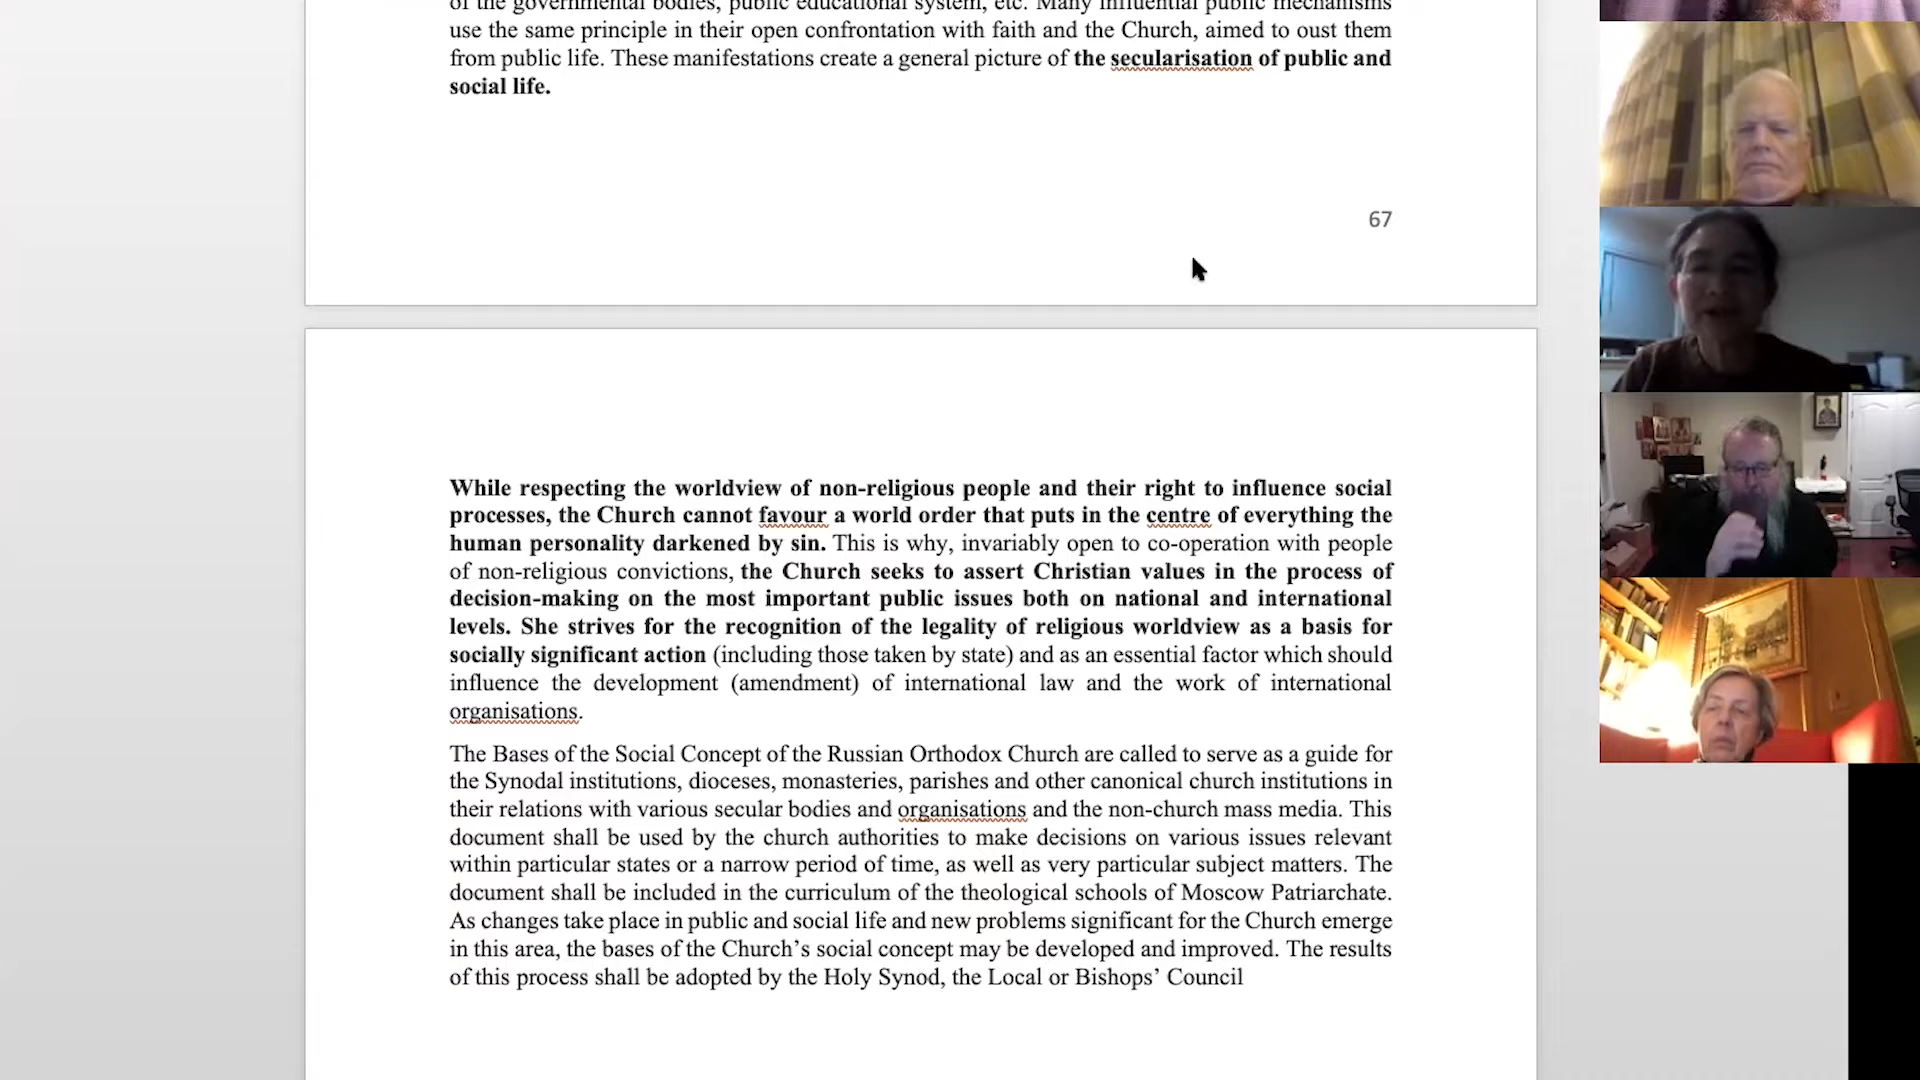 of the governmental bodies, public educational system, etc. Many influential public mechanisms
use the same principle in their open confrontation with faith and the Church, aimed to oust them
from public life. These manifestations create a general picture of the secularisation of public and
social life.
67
While respecting the worldview of non-religious people and their right to influence social
processes, the Church cannot favour a world order that puts in the centre of everything the
human personality darkened by sin. This is why, invariably open to co-operation with people
of non-religious convictions, the Church seeks to assert Christian values in the process of
decision-making on the most important public issues both on national and international
levels. She strives for the recognition of the legality of religious worldview as a basis for
socially significant action (including those taken by state) and as an essential factor which should
influence the development (amendment) of international law and the work of international
organisations.
The Bases of the Social Concept of the Russian Orthodox Church are called to serve as a guide for
the Synodal institutions, dioceses, monasteries, parishes and other canonical church institutions in
their relations with various secular bodies and organisations and the non-church mass media. This
document shall be used by the church authorities to make decisions on various issues relevant
within particular states or a narrow period of time, as well as very particular subject matters. The
document shall be included in the curriculum of the theological schools of Moscow Patriarchate.
As changes take place in public and social life and new problems significant for the Church emerge
in this area, the bases of the Church’s social concept may be developed and improved. The results
of this process shall be adopted by the Holy Synod, the Local or Bishops’ Council